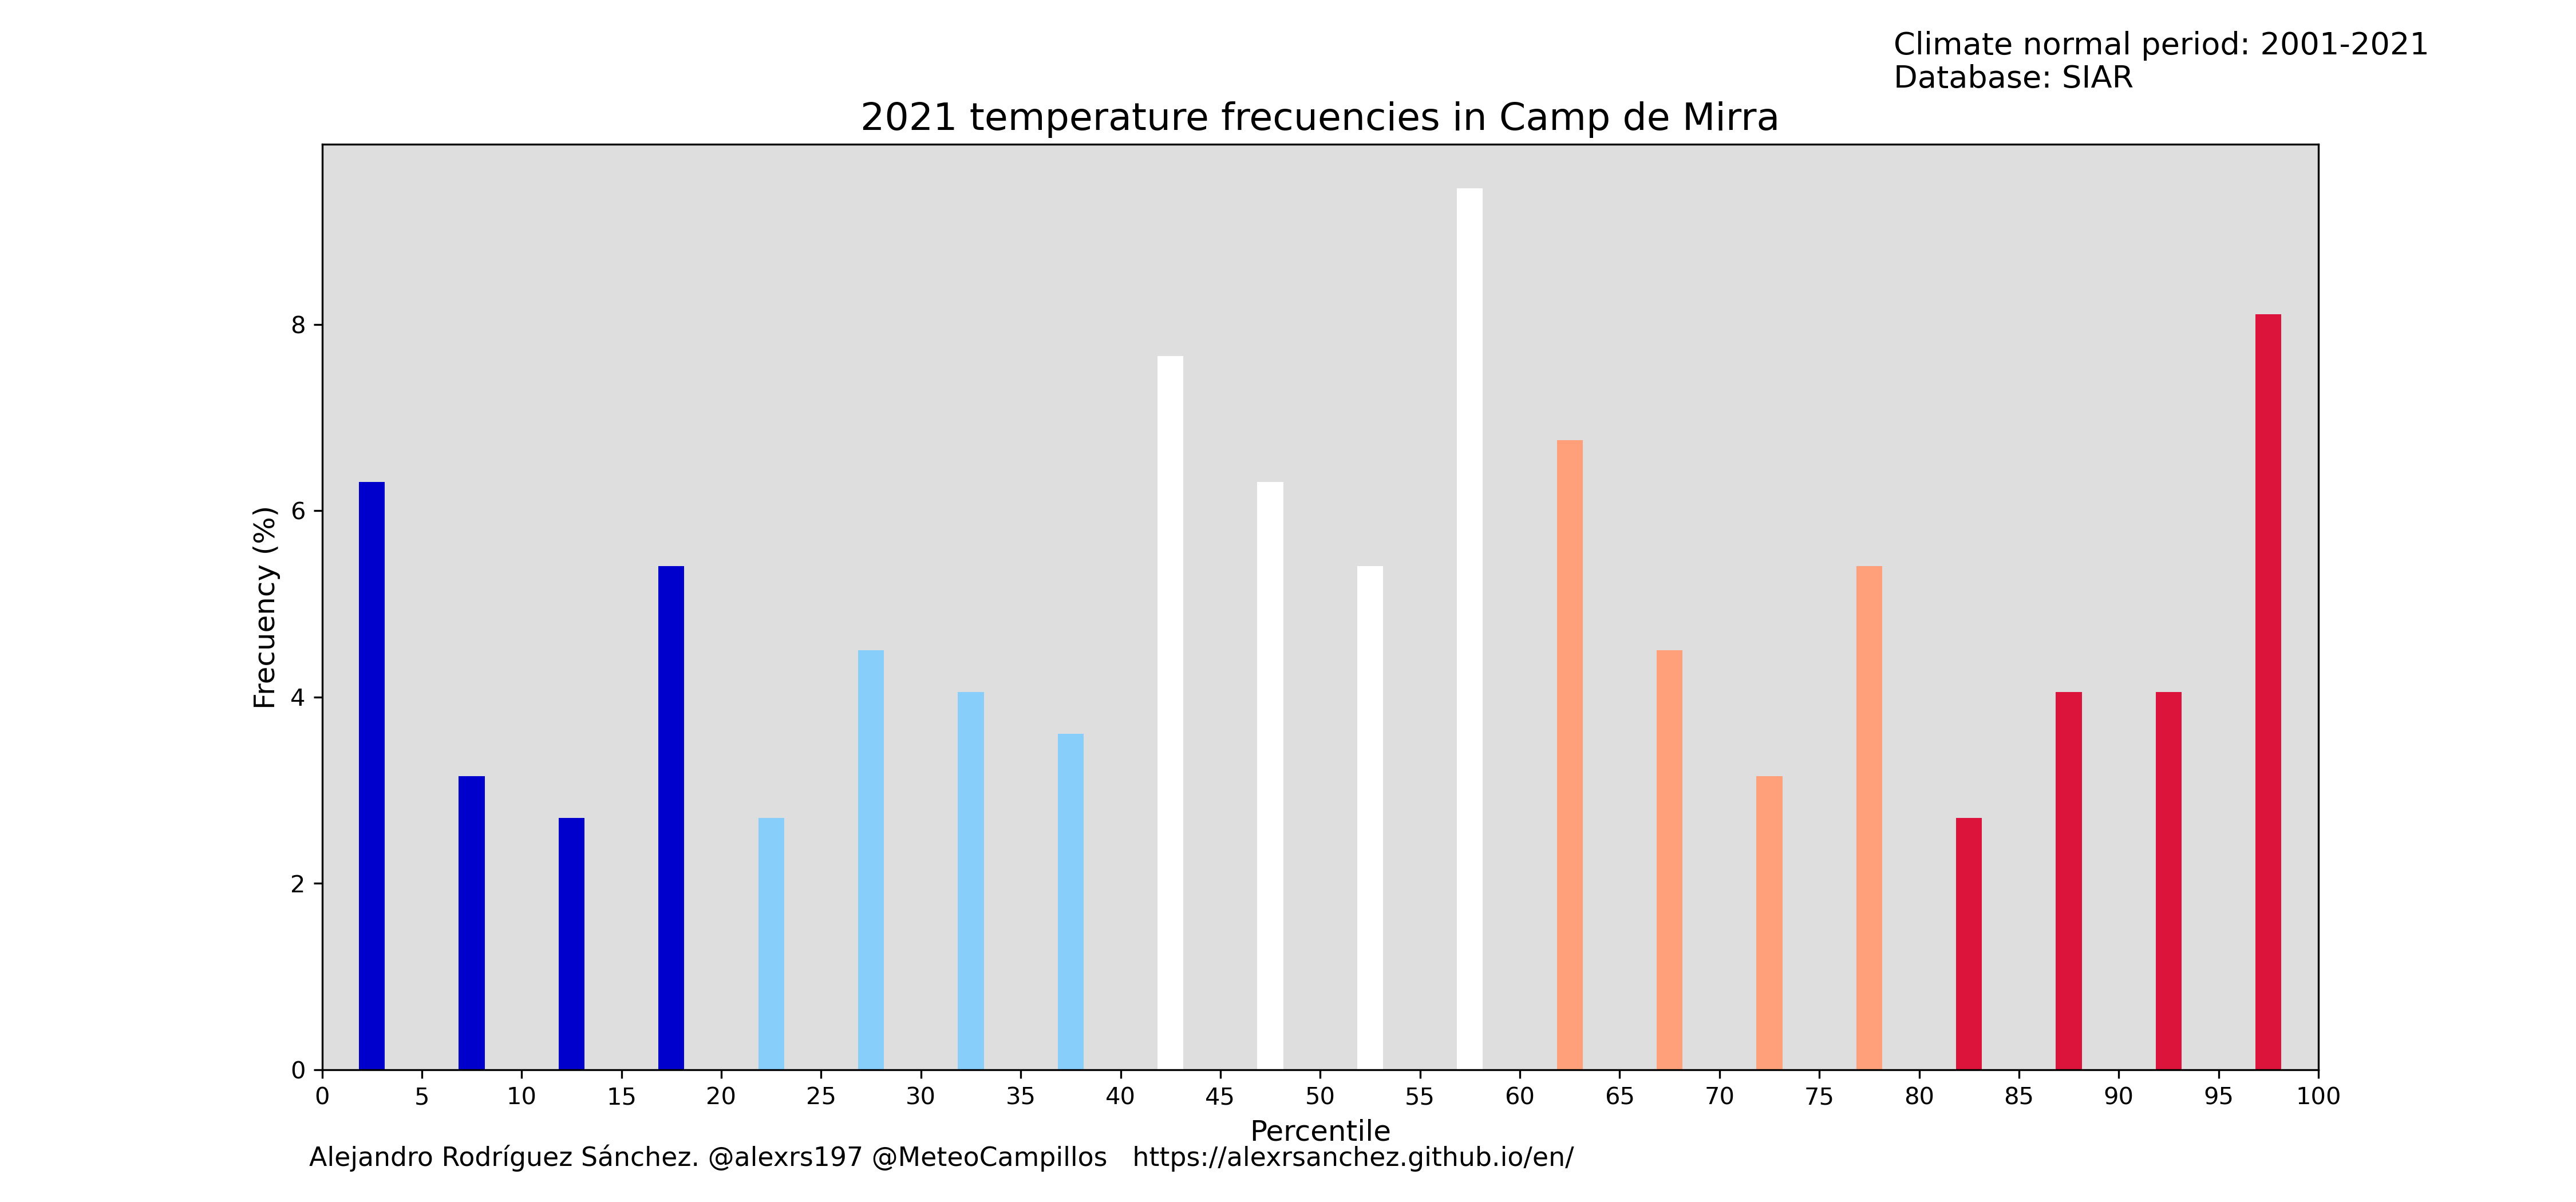 Climate normal period: 2001-2021
Database: SIAR
2021 temperature frecuencies in Camp de Mirra
Frecuency (%)
8
6
4
2
0
0 5 10 15 20 25 30 35 40 45 50 55 60 65 70 75 80 85 90 95 100
Percentile
Alejandro Rodríguez Sánchez. @alexrs197 @MeteoCampillos https://alexrsanchez.github.io/en/